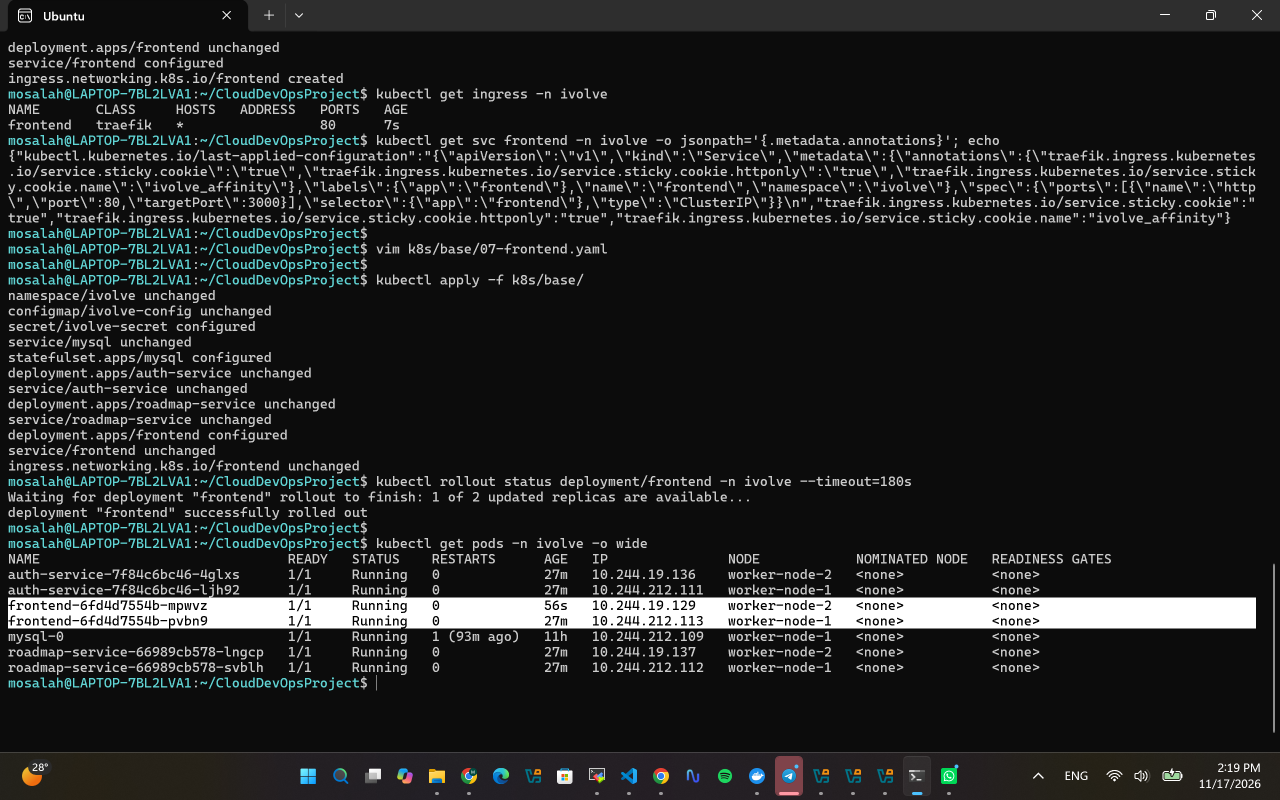 Ubuntu
deployment.apps/frontend unchanged
service/frontend configured
ingress.networking.k8s.io/frontend created
mosalah@LAPTOP-7BL2LVA1:~/CloudDevOpsProject$ kubectl get ingress -n ivolve
NAME CLASS HOSTS ADDRESS PORTS AGE
frontend traefik * 80 7s
mosalah@LAPTOP-7BL2LVA1:~/CloudDevOpsProject$ kubectl get svc frontend -n ivolve -o jsonpath='{.metadata.annotations}'; echo
{"kubectl.kubernetes.io/last-applied-configuration":"{\"apiVersion\":\"v1\",\"kind\":\"Service\",\"metadata\":{\"annotations\":{\"traefik.ingress.kubernetes
.io/service.sticky.cookie\":\"true\",\"traefik.ingress.kubernetes.io/service.sticky.cookie.httponly\":\"true\",\"traefik.ingress.kubernetes.io/service.stick
y.cookie.name\":\"ivolve_affinity\"},\"labels\":{\"app\":\"frontend\"},\"name\":\"frontend\",\"namespace\":\"ivolve\"},\"spec\":{\"ports\":[{\"name\":\"http
\",\"port\":80,\"targetPort\":3000}],\"selector\":{\"app\":\"frontend\"},\"type\":\"ClusterIP\"}}\n","traefik.ingress.kubernetes.io/service.sticky.cookie":"
true","traefik.ingress.kubernetes.io/service.sticky.cookie.httponly":"true","traefik.ingress.kubernetes.io/service.sticky.cookie.name":"ivolve_affinity"}
mosalah@LAPTOP-7BL2LVA1:~/CloudDevOpsProject$
mosalah@LAPTOP-7BL2LVA1:~/CloudDevOpsProject$ vim k8s/base/07-frontend.yaml
mosalah@LAPTOP-7BL2LVA1:~/CloudDevOpsProject$
mosalah@LAPTOP-7BL2LVA1:~/CloudDevOpsProject$ kubectl apply -f k8s/base/
namespace/ivolve unchanged
configmap/ivolve-config unchanged
secret/ivolve-secret configured
service/mysql unchanged
statefulset.apps/mysql configured
deployment.apps/auth-service unchanged
service/auth-service unchanged
deployment.apps/roadmap-service unchanged
service/roadmap-service unchanged
deployment.apps/frontend configured
service/frontend unchanged
ingress.networking.k8s.io/frontend unchanged
mosalah@LAPTOP-7BL2LVA1:~/CloudDevOpsProject$ kubectl rollout status deployment/frontend -n ivolve --timeout=180s
Waiting for deployment "frontend" rollout to finish: 1 of 2 updated replicas are available...
deployment "frontend" successfully rolled out
mosalah@LAPTOP-7BL2LVA1:~/CloudDevOpsProject$
mosalah@LAPTOP-7BL2LVA1:~/CloudDevOpsProject$ kubectl get pods -n ivolve -o wide
NAME READY STATUS RESTARTS AGE IP NODE NOMINATED NODE READINESS GATES
auth-service-7f84c6bc46-4glxs 1/1 Running 0 27m 10.244.19.136 worker-node-2 <none> <none>
auth-service-7f84c6bc46-ljh92 1/1 Running 0 27m 10.244.212.111 worker-node-1 <none> <none>
frontend-6fd4d7554b-mpwvz 1/1 Running 0 56s 10.244.19.129 worker-node-2 <none> <none>
frontend-6fd4d7554b-pvbn9 1/1 Running 0 27m 10.244.212.113 worker-node-1 <none> <none>
mysql-0 1/1 Running 1 (93m ago) 11h 10.244.212.109 worker-node-1 <none> <none>
roadmap-service-66989cb578-lngcp 1/1 Running 0 27m 10.244.19.137 worker-node-2 <none> <none>
roadmap-service-66989cb578-svblh 1/1 Running 0 27m 10.244.212.112 worker-node-1 <none> <none>
mosalah@LAPTOP-7BL2LVA1:~/CloudDevOpsProject$
28°
ENG
2:19 PM
11/17/2026